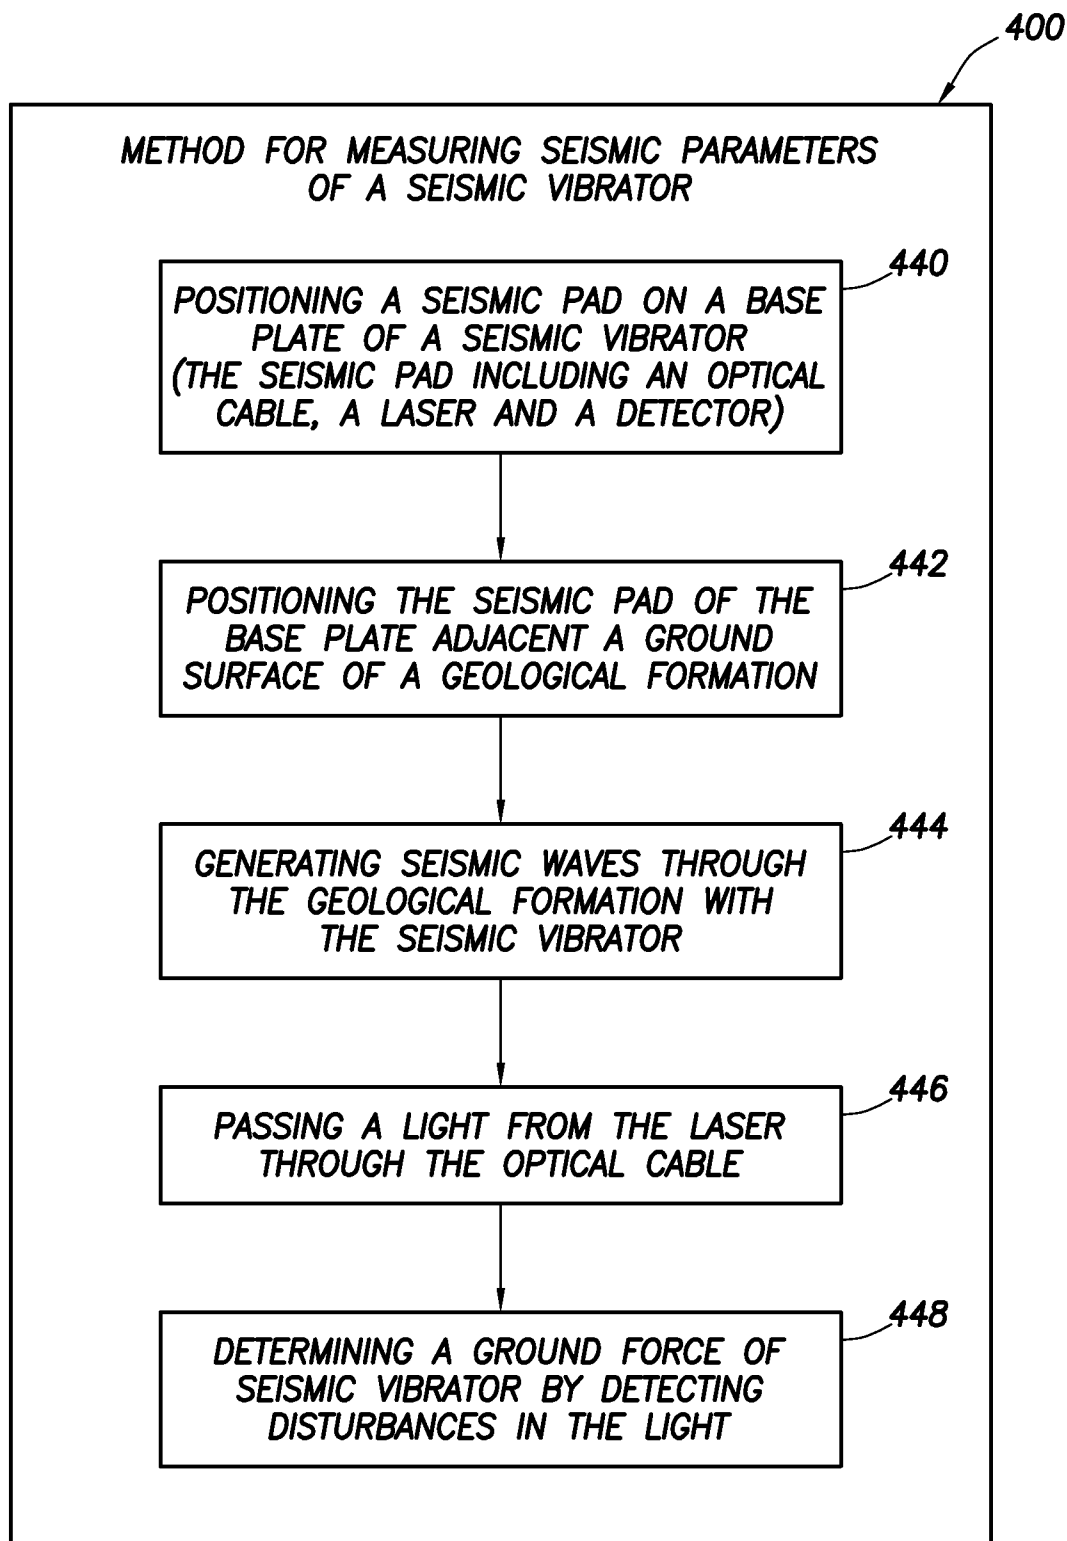 400
METHOD FOR MEASURING SEISMIC PARAMETERS
OF A SEISMIC VIBRATOR
440
POSITIONING A SEISMIC PAD ON A BASE
PLATE OF A SEISMIC VIBRATOR
(THE SEISMIC PAD INCLUDING AN OPTICAL
CABLE, A LASER AND A DETECTOR)
442
POSITIONING THE SEISMIC PAD OF THE
BASE PLATE ADJACENT A GROUND
SURFACE OF A GEOLOGICAL FORMATION
444
GENERATING SEISMIC WAVES THROUGH
THE GEOLOGICAL FORMATION WITH
THE SEISMIC VIBRATOR
446
PASSING A LIGHT FROM THE LASER
THROUGH THE OPTICAL CABLE
448
DETERMINING A GROUND FORCE OF
SEISMIC VIBRATOR BY DETECTING
DISTURBANCES IN THE LIGHT